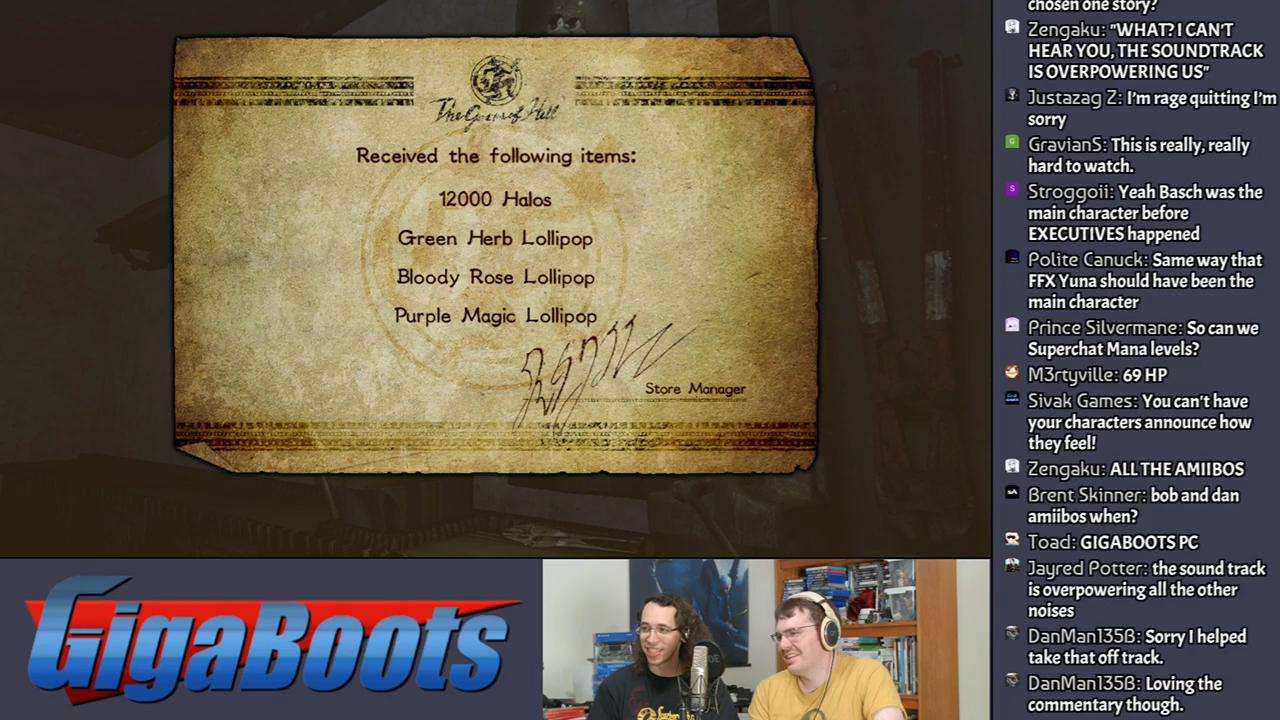 The Gates of Hell
Received the following items:
12000 Halos
Green Herb Lollipop
Bloody Rose Lollipop
Purple Magic Lollipop
Store Manager
GigaBoots
chosen one story?
Zengaku: "WHAT? I CAN'T
HEAR YOU, THE SOUNDTRACK
IS OVERPOWERING US"
Justazag Z: I'm rage quitting I'm
sorry
GravianS: This is really, really
hard to watch.
Stroggoii: Yeah Basch was the
main character before
EXECUTIVES happened
Polite Canuck: Same way that
FFX Yuna should have been the
main character
Prince Silvermane: So can we
Superchat Mana levels?
M3rtyville: 69 HP
Sivak Games: You can't have
your characters announce how
they feel!
Zengaku: ALL THE AMIIBOS
Brent Skinner: bob and dan
amiibos when?
Toad: GIGABOOTS PC
Jayred Potter: the sound track
is overpowering all the other
noises
DanMan135B: Sorry I helped
take that off track.
DanMan135B: Loving the
commentary though.